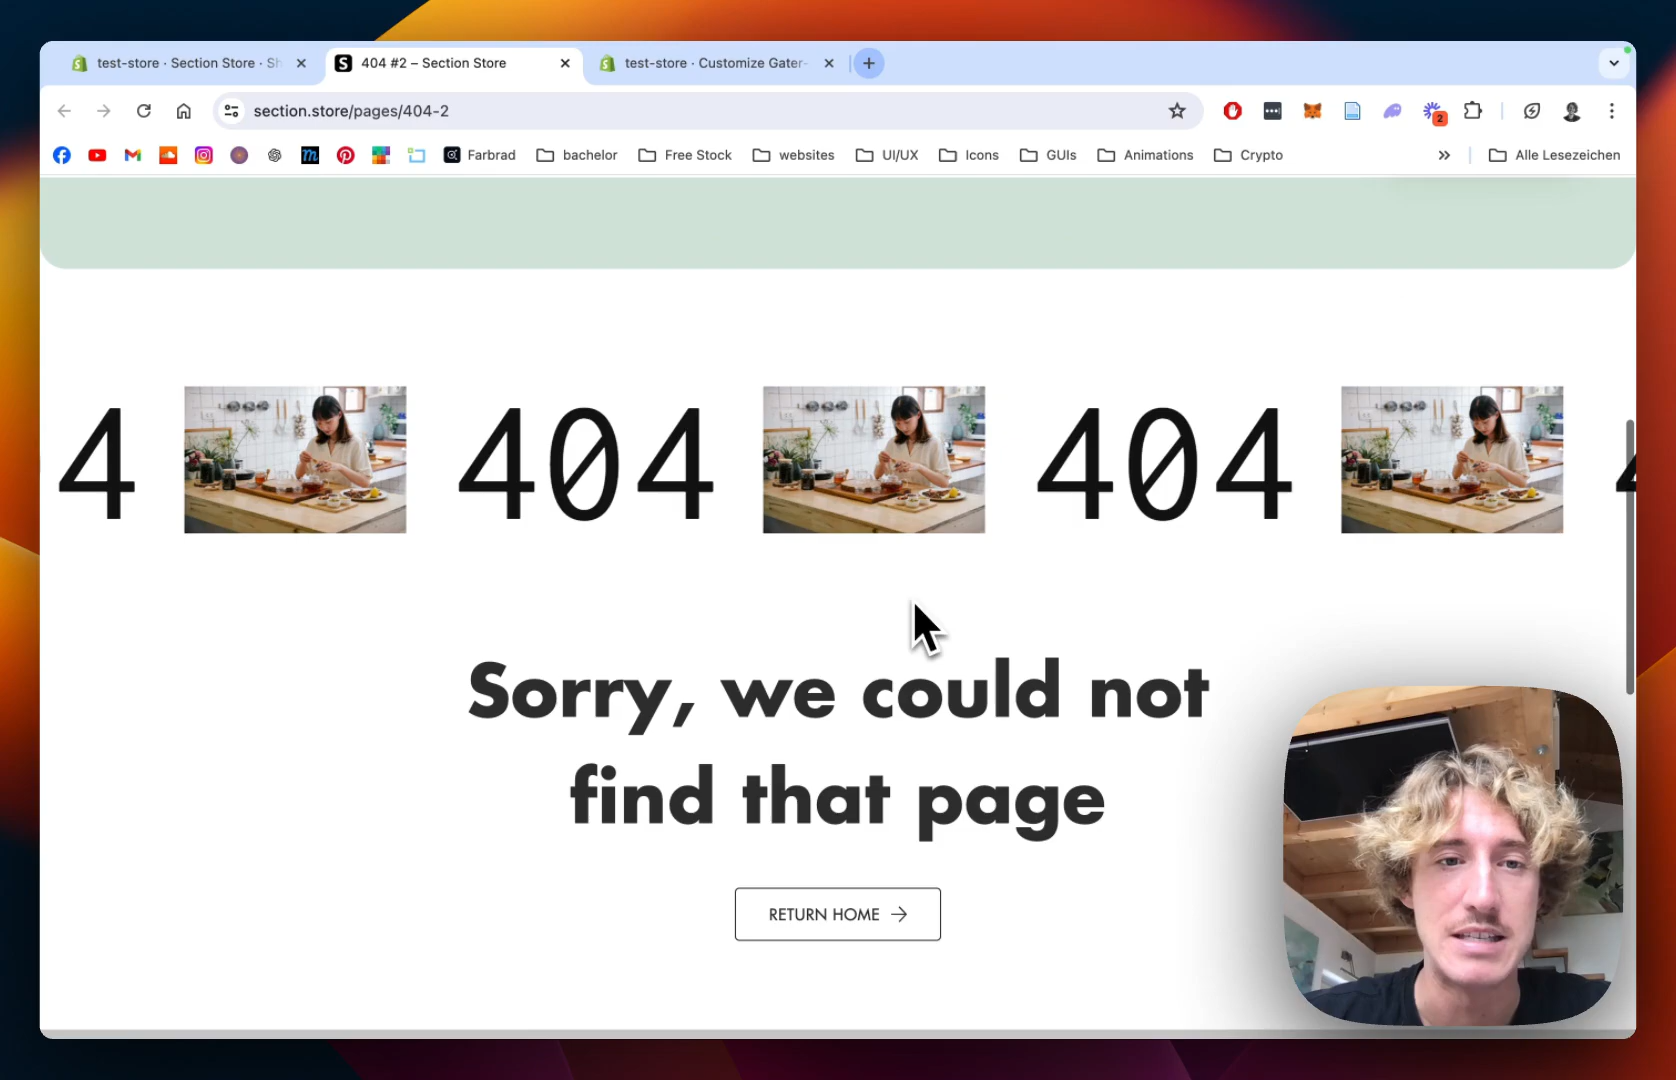 test-store · Section Store · Sh
404 #2 – Section Store
test-store · Customize Gater-
section.store/pages/404-2
2
Farbrad
bachelor
Free Stock
websites
UI/UX
Icons
GUIs
Animations
Crypto
Alle Lesezeichen
4 404 404 4
Sorry, we could not
find that page
RETURN HOME →